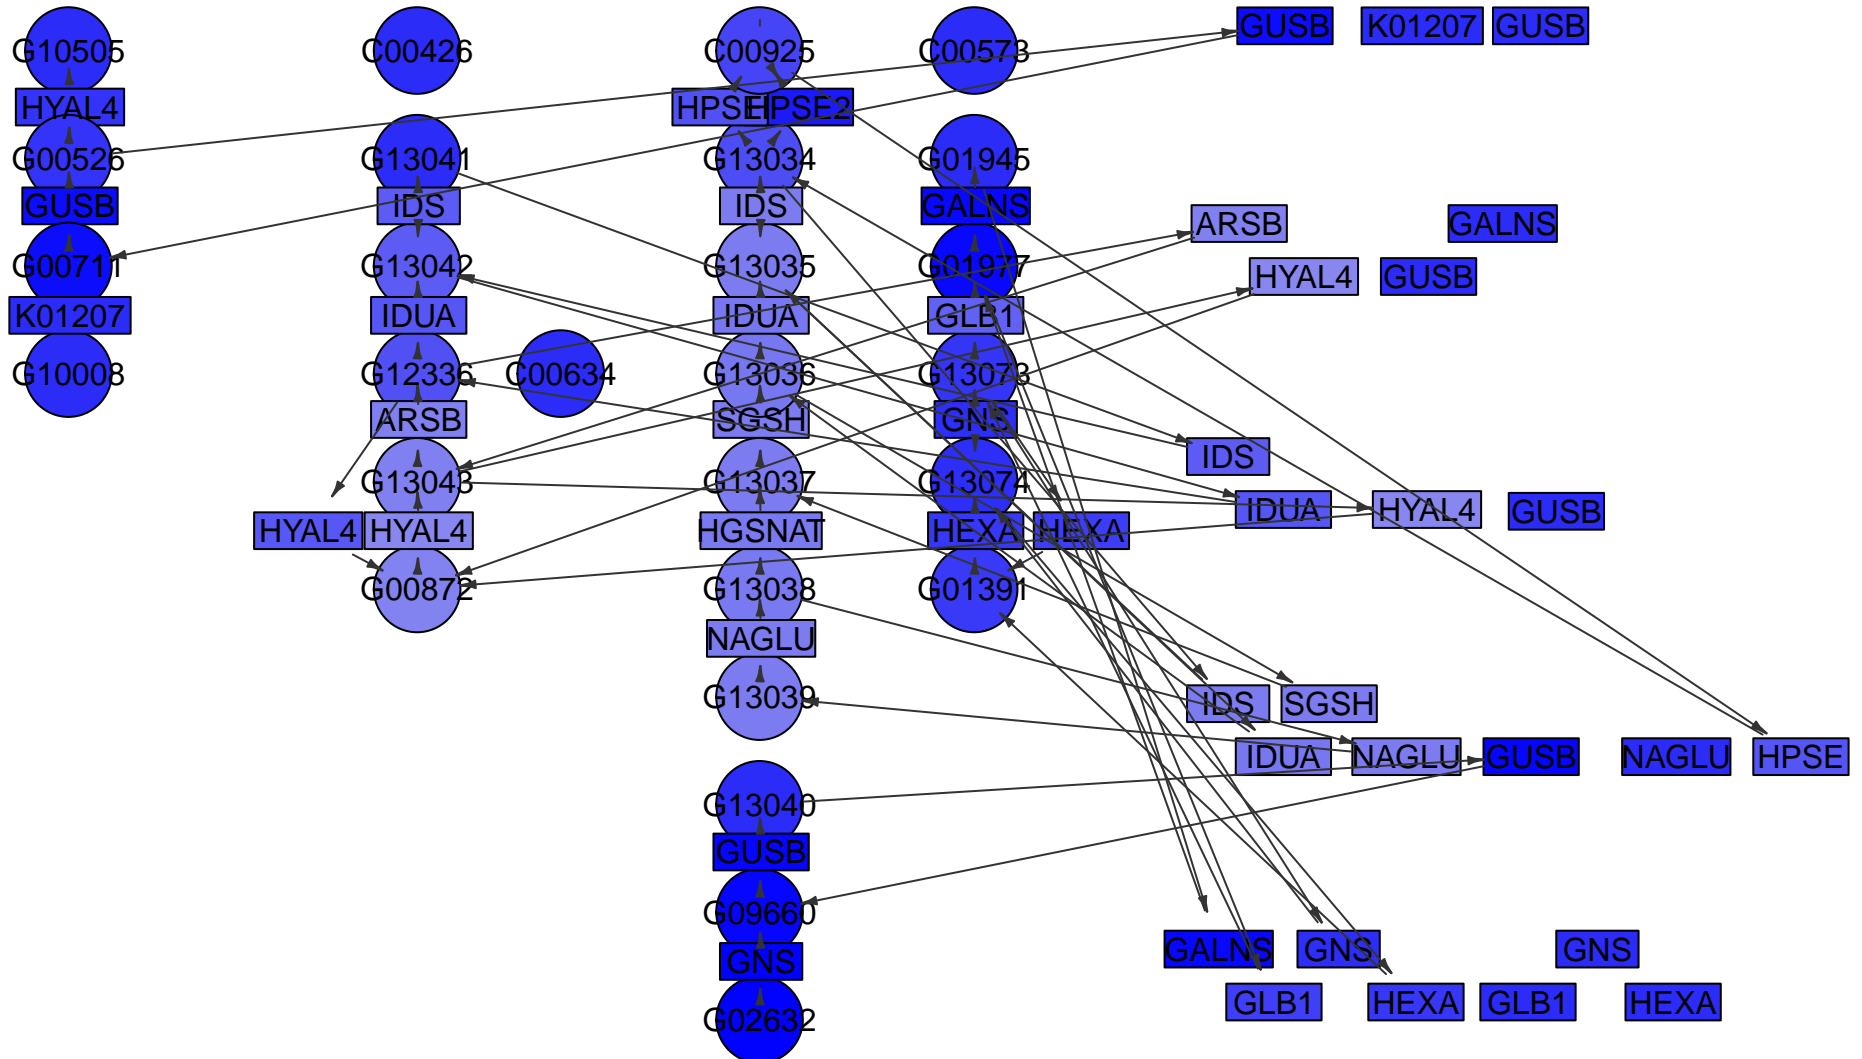 G10505 C00426 C00925 C00573 GUSB K01207 GUSB
HYAL4 HPSE HPSE2
G00526 G13041 G13034 G01945
GUSB IDS IDS GALNS ARSB GALNS
G00711 G13042 G13035 G01977 HYAL4 GUSB
K01207 IDUA IDUA GLB1
G10008 G12336 C00634 G13036 G13073
ARSB SGSH GNS IDS
G13043 G13037 G13074 IDUA HYAL4 GUSB
HYAL4 HYAL4 HGSNAT HEXA HEXA
G00872 G13038 G01391
NAGLU
G13039 IDS SGSH
IDUA NAGLU GUSB NAGLU HPSE
G13040
GUSB
G09660
GALNS GNS GNS
GNS
GLB1 HEXA GLB1 HEXA
G02632